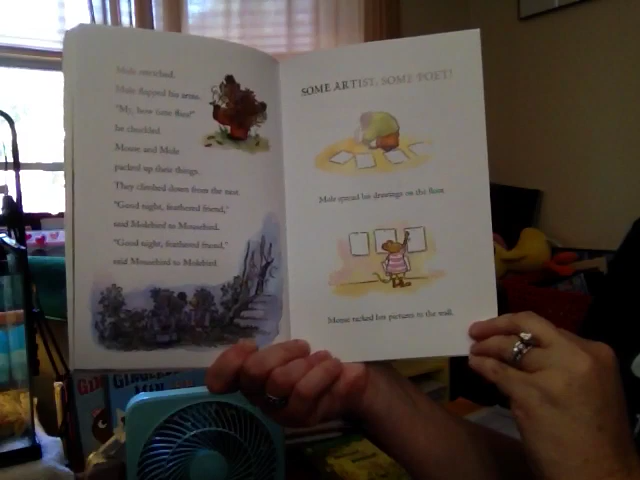 Mole stretched.
Mole flapped his arms.
"My, how time flies!"
he chuckled.
Mouse and Mole
packed up their things.
They climbed down from the nest.
"Good night, feathered friend,"
said Molebird to Mousebird.
"Good night, feathered friend,"
said Mousebird to Molebird.
SOME ARTIST, SOME POET!
Mole spread his drawings on the floor.
Mouse tacked his pictures to the wall.